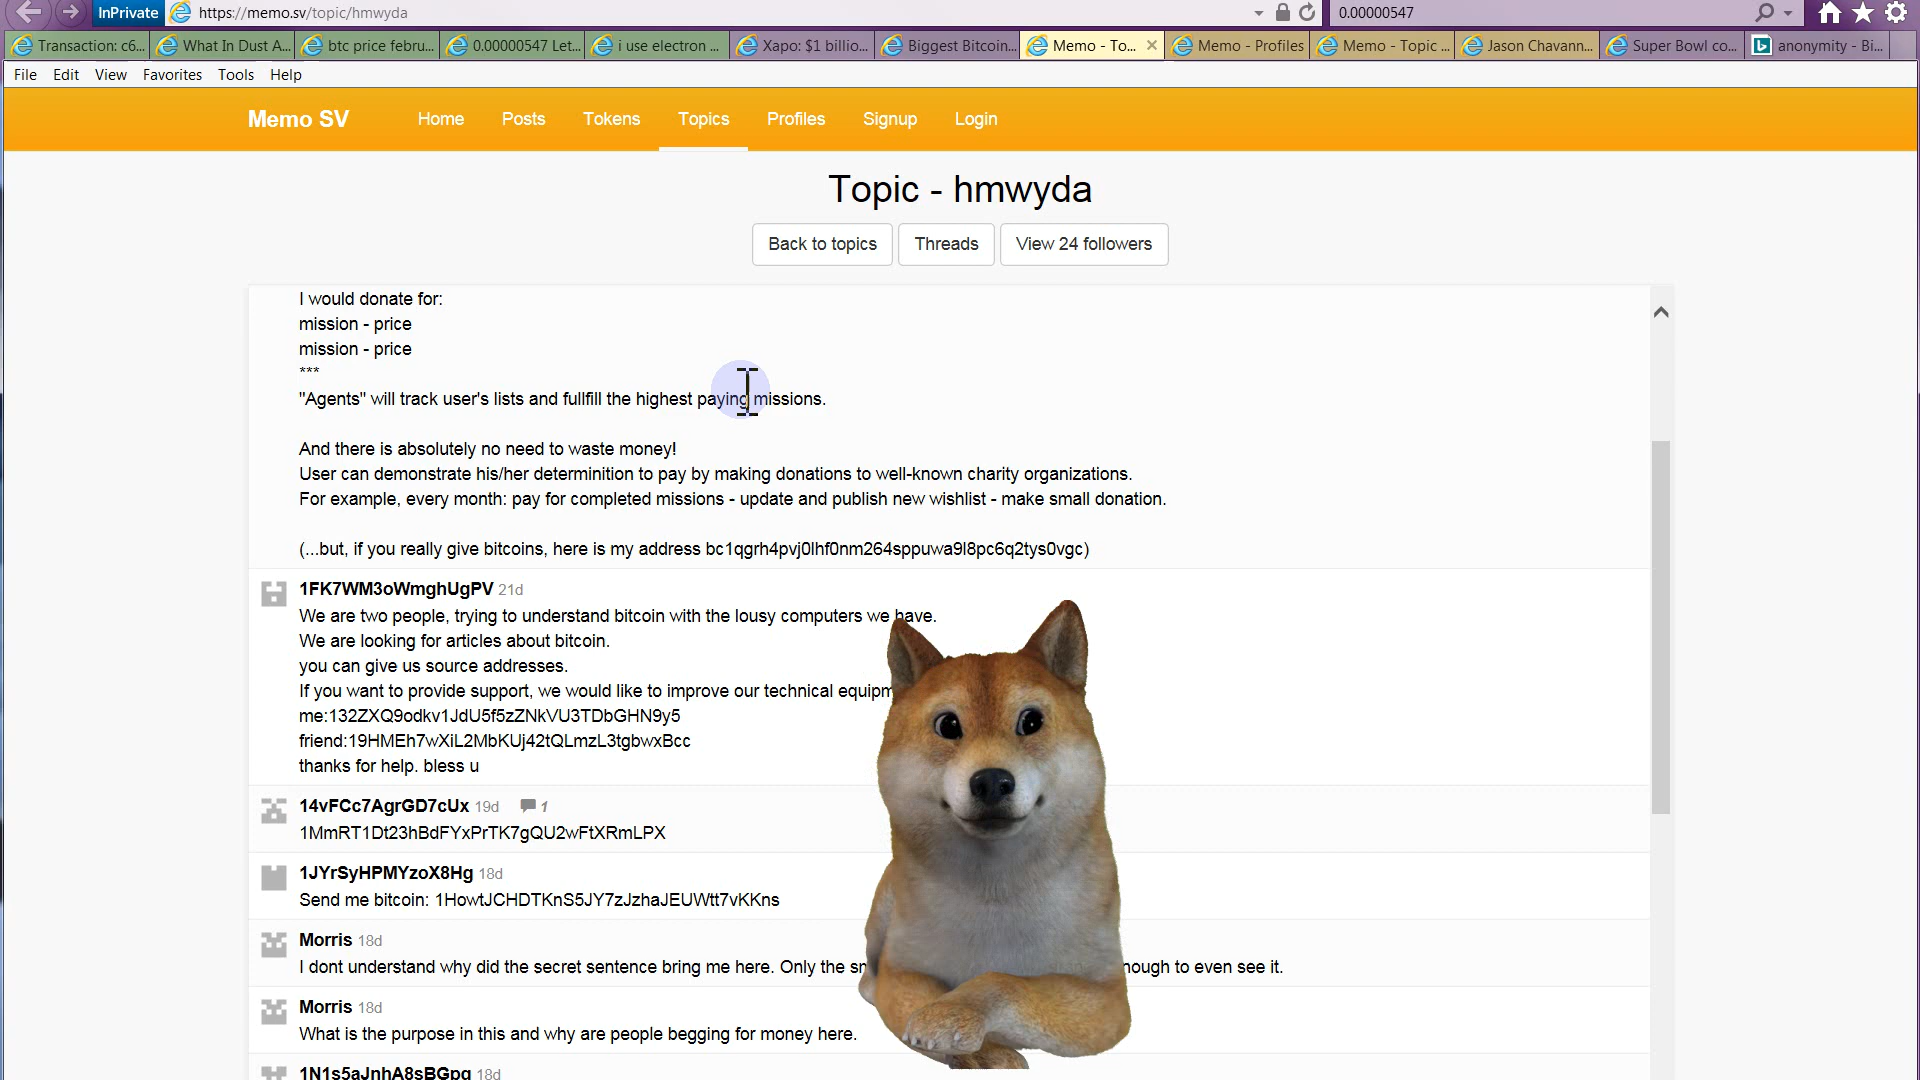 InPrivate
https://memo.sv/topic/hmwyda
0.00000547
Transaction: c6...
What In Dust A...
btc price febru...
0.00000547 Let...
i use electron ...
Xapo: $1 billio...
Biggest Bitcoin...
Memo - To...
Memo - Profiles
Memo - Topic ...
Jason Chavann...
Super Bowl co...
anonymity - Bi...
File Edit View Favorites Tools Help
Memo SV Home Posts Tokens Topics Profiles Signup Login
Topic - hmwyda
Back to topics Threads View 24 followers
I would donate for:
mission - price
mission - price
***
"Agents" will track user's lists and fullfill the highest paying missions.
And there is absolutely no need to waste money!
User can demonstrate his/her determinition to pay by making donations to well-known charity organizations.
For example, every month: pay for completed missions - update and publish new wishlist - make small donation.
(...but, if you really give bitcoins, here is my address bc1qgrh4pvj0lhf0nm264sppuwa9l8pc6q2tys0vgc)
1FK7WM3oWmghUgPV 21d
We are two people, trying to understand bitcoin with the lousy computers we have.
We are looking for articles about bitcoin.
you can give us source addresses.
If you want to provide support, we would like to improve our technical equipm
me:132ZXQ9odkv1JdU5f5zZNkVU3TDbGHN9y5
friend:19HMEh7wXiL2MbKUj42tQLmzL3tgbwxBcc
thanks for help. bless u
14vFCc7AgrGD7cUx 19d 1
1MmRT1Dt23hBdFYxPrTK7gQU2wFtXRmLPX
1JYrSyHPMYzoX8Hg 18d
Send me bitcoin: 1HowtJCHDTKnS5JY7zJzhaJEUWtt7vKKns
Morris 18d
I dont understand why did the secret sentence bring me here. Only the sm nough to even see it.
Morris 18d
What is the purpose in this and why are people begging for money here.
1N1s5aJnhA8sBGpg 18d